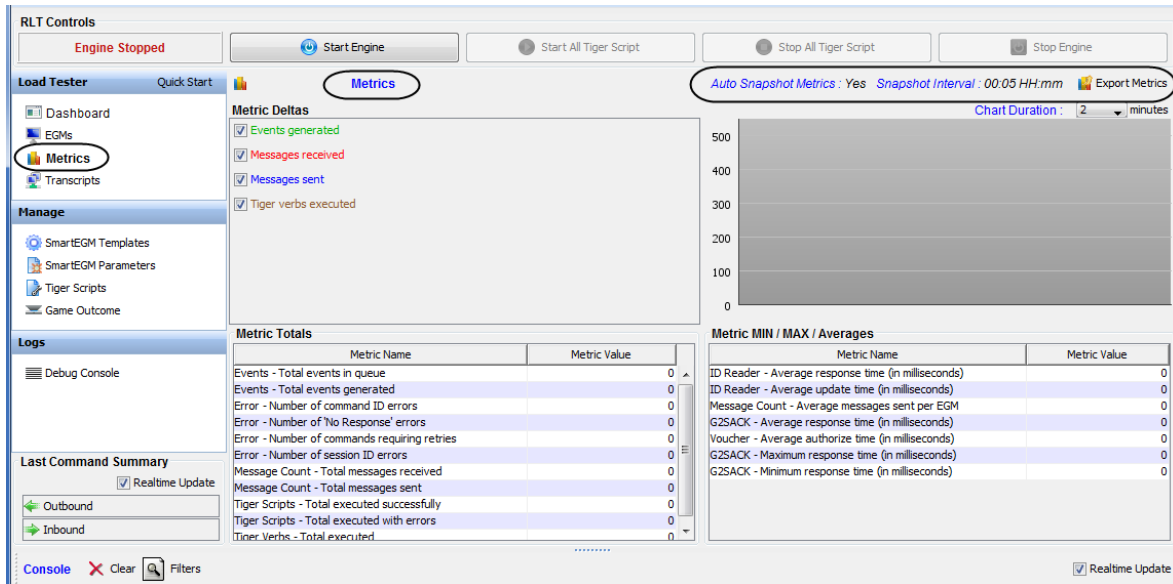 RLT Controls
Engine Stopped
Start Engine
Start All Tiger Script
Stop All Tiger Script
Stop Engine
Load Tester Quick Start
Dashboard
EGMs
Metrics
Transcripts
Manage
SmartEGM Templates
SmartEGM Parameters
Tiger Scripts
Game Outcome
Logs
Debug Console
Last Command Summary
Realtime Update
Outbound
Inbound
Metrics
Auto Snapshot Metrics : Yes Snapshot Interval : 00:05 HH:mm Export Metrics
Metric Deltas
Events generated
Messages received
Messages sent
Tiger verbs executed
Chart Duration : 2 minutes
500
400
300
200
100
0
Metric Totals
Metric Name Metric Value
Events - Total events in queue 0
Events - Total events generated 0
Error - Number of command ID errors 0
Error - Number of 'No Response' errors 0
Error - Number of commands requiring retries 0
Error - Number of session ID errors 0
Message Count - Total messages received 0
Message Count - Total messages sent 0
Tiger Scripts - Total executed successfully 0
Tiger Scripts - Total executed with errors 0
Tiger Verbs - Total executed 0
Metric MIN / MAX / Averages
Metric Name Metric Value
ID Reader - Average response time (in milliseconds) 0
ID Reader - Average update time (in milliseconds) 0
Message Count - Average messages sent per EGM 0
G2SACK - Average response time (in milliseconds) 0
Voucher - Average authorize time (in milliseconds) 0
G2SACK - Maximum response time (in milliseconds) 0
G2SACK - Minimum response time (in milliseconds) 0
Console Clear Filters Realtime Update